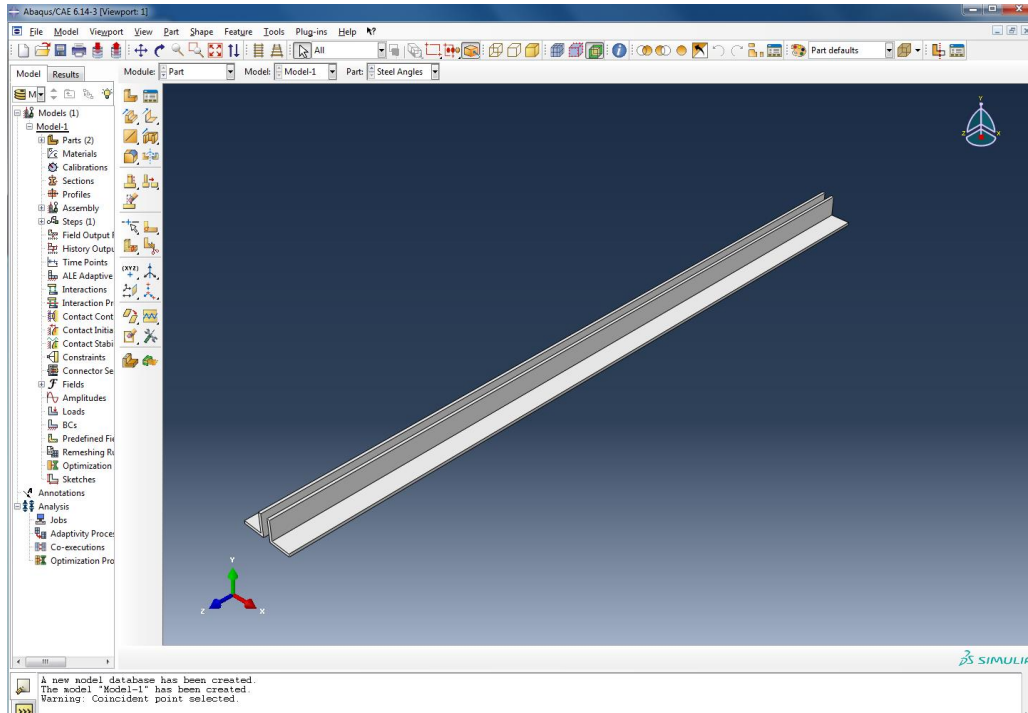 Abaqus/CAE 6.14-3 [Viewport: 1]
File Model Viewport View Part Shape Feature Tools Plug-ins Help
All
Part defaults
Model Results
Module: Part Model: Model-1 Part: Steel Angles
Models (1)
Model-1
Parts (2)
Materials
Calibrations
Sections
Profiles
Assembly
Steps (1)
Field Output
History Outpu
Time Points
ALE Adaptive
Interactions
Interaction Pr
Contact Cont
Contact Initia
Contact Stabi
Constraints
Connector Se
Fields
Amplitudes
Loads
BCs
Predefined Fie
Remeshing Ru
Optimization
Sketches
Annotations
Analysis
Jobs
Adaptivity Proces
Co-executions
Optimization Pro
(XYZ)
Y
Z
X
Y
Z
X
SIMULIA
A new model database has been created.
The model "Model-1" has been created.
Warning: Coincident point selected.
>>>